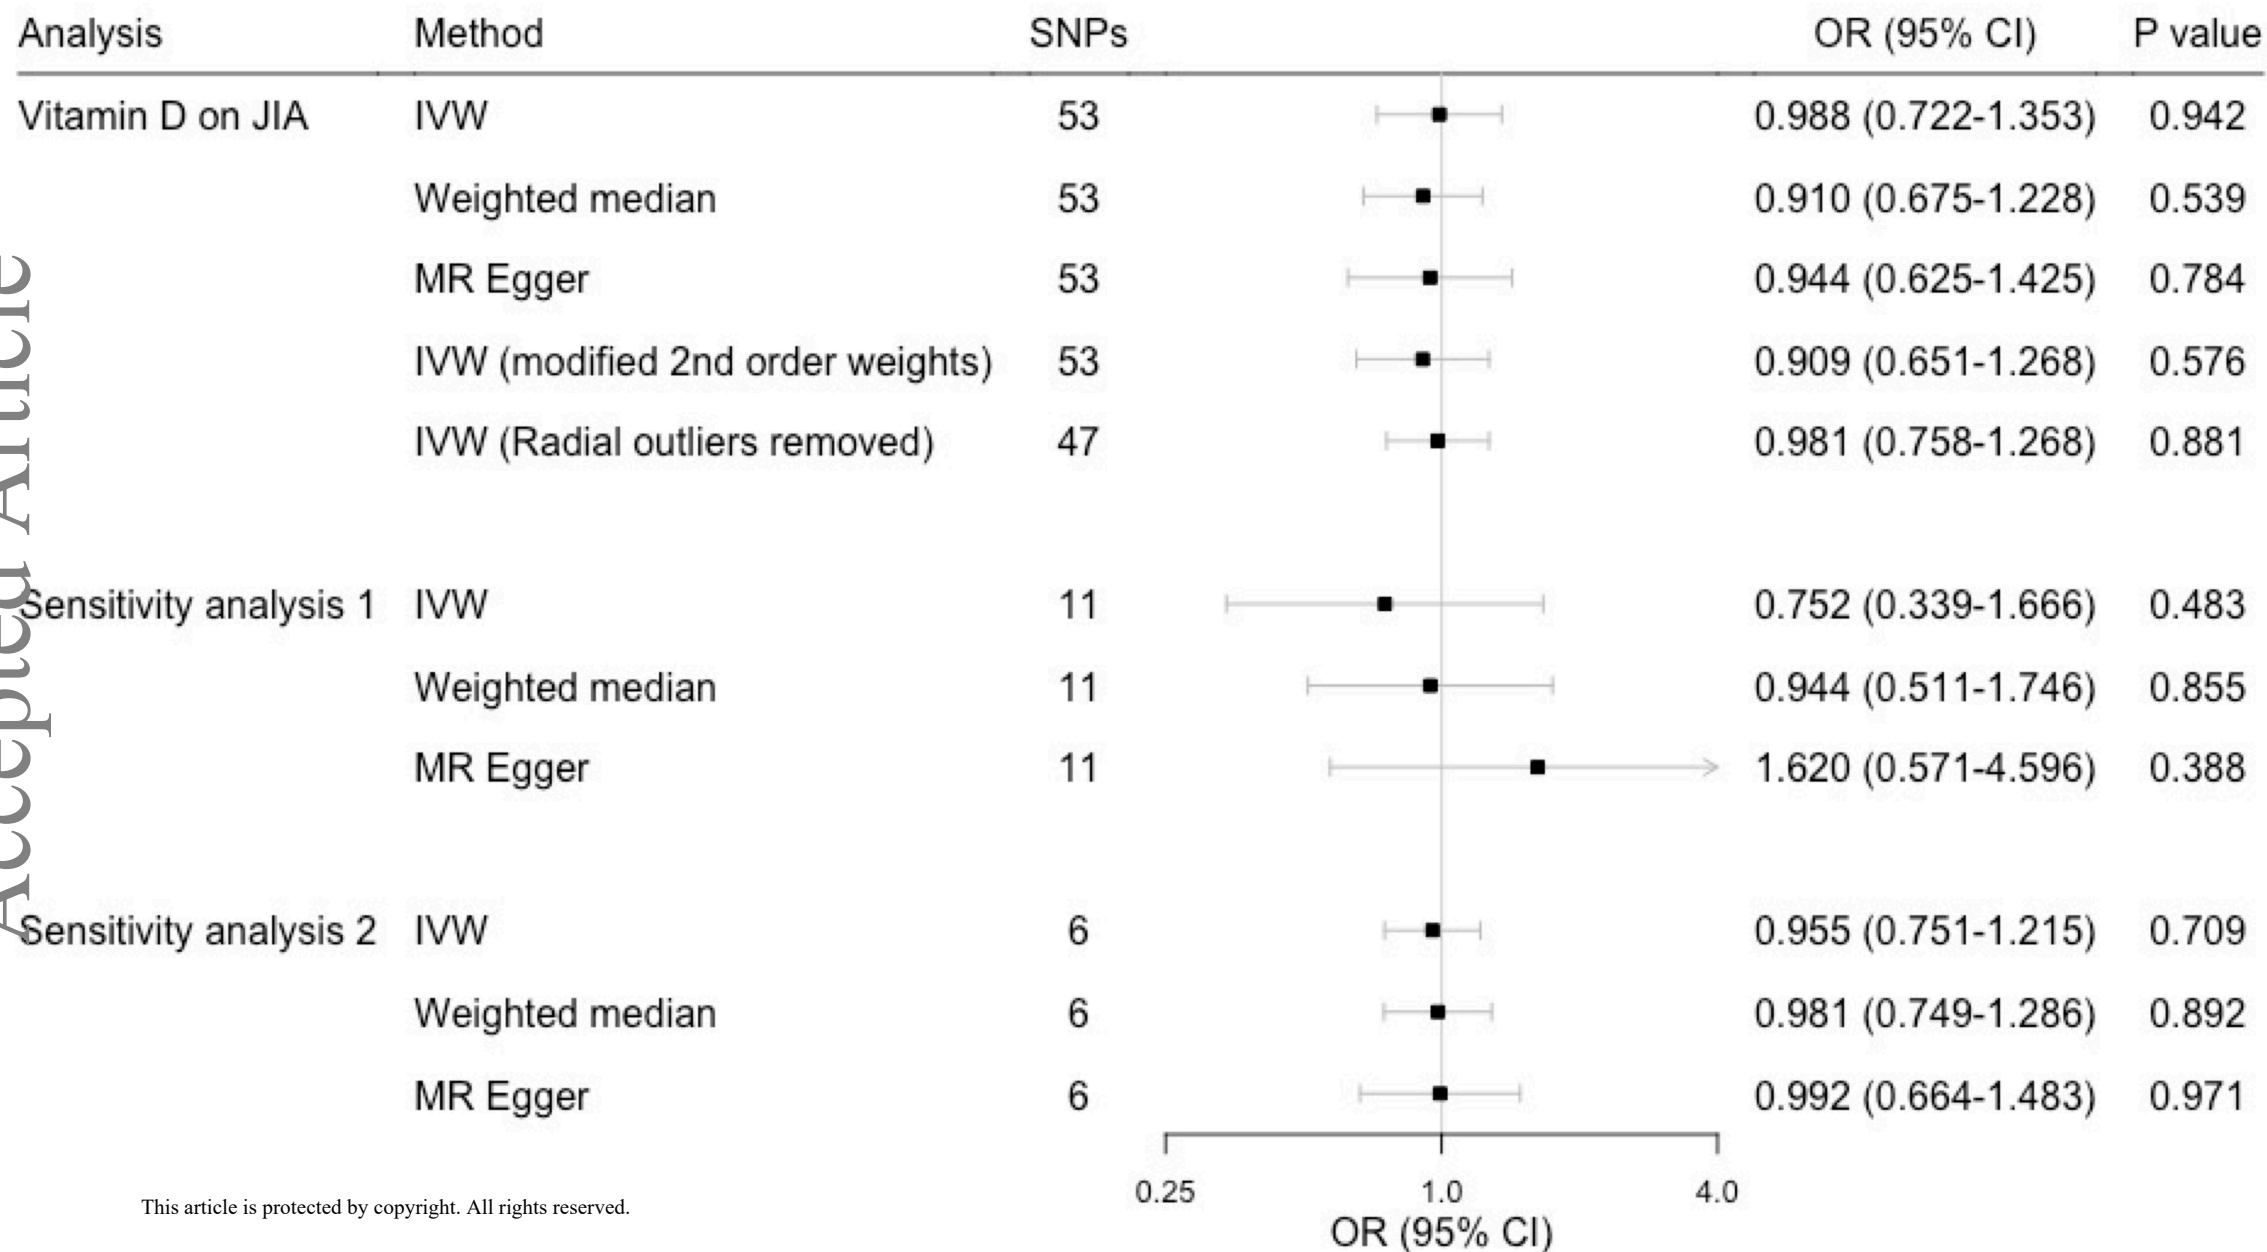 Analysis Method SNPs OR (95% CI) P value
Vitamin D on JIA IVW 53 0.988 (0.722-1.353) 0.942
Weighted median 53 0.910 (0.675-1.228) 0.539
MR Egger 53 0.944 (0.625-1.425) 0.784
IVW (modified 2nd order weights) 53 0.909 (0.651-1.268) 0.576
IVW (Radial outliers removed) 47 0.981 (0.758-1.268) 0.881
Sensitivity analysis 1 IVW 11 0.752 (0.339-1.666) 0.483
Weighted median 11 0.944 (0.511-1.746) 0.855
MR Egger 11 1.620 (0.571-4.596) 0.388
Sensitivity analysis 2 IVW 6 0.955 (0.751-1.215) 0.709
Weighted median 6 0.981 (0.749-1.286) 0.892
MR Egger 6 0.992 (0.664-1.483) 0.971
0.25 1.0 4.0
OR (95% CI)
This article is protected by copyright. All rights reserved.
Accepted Article